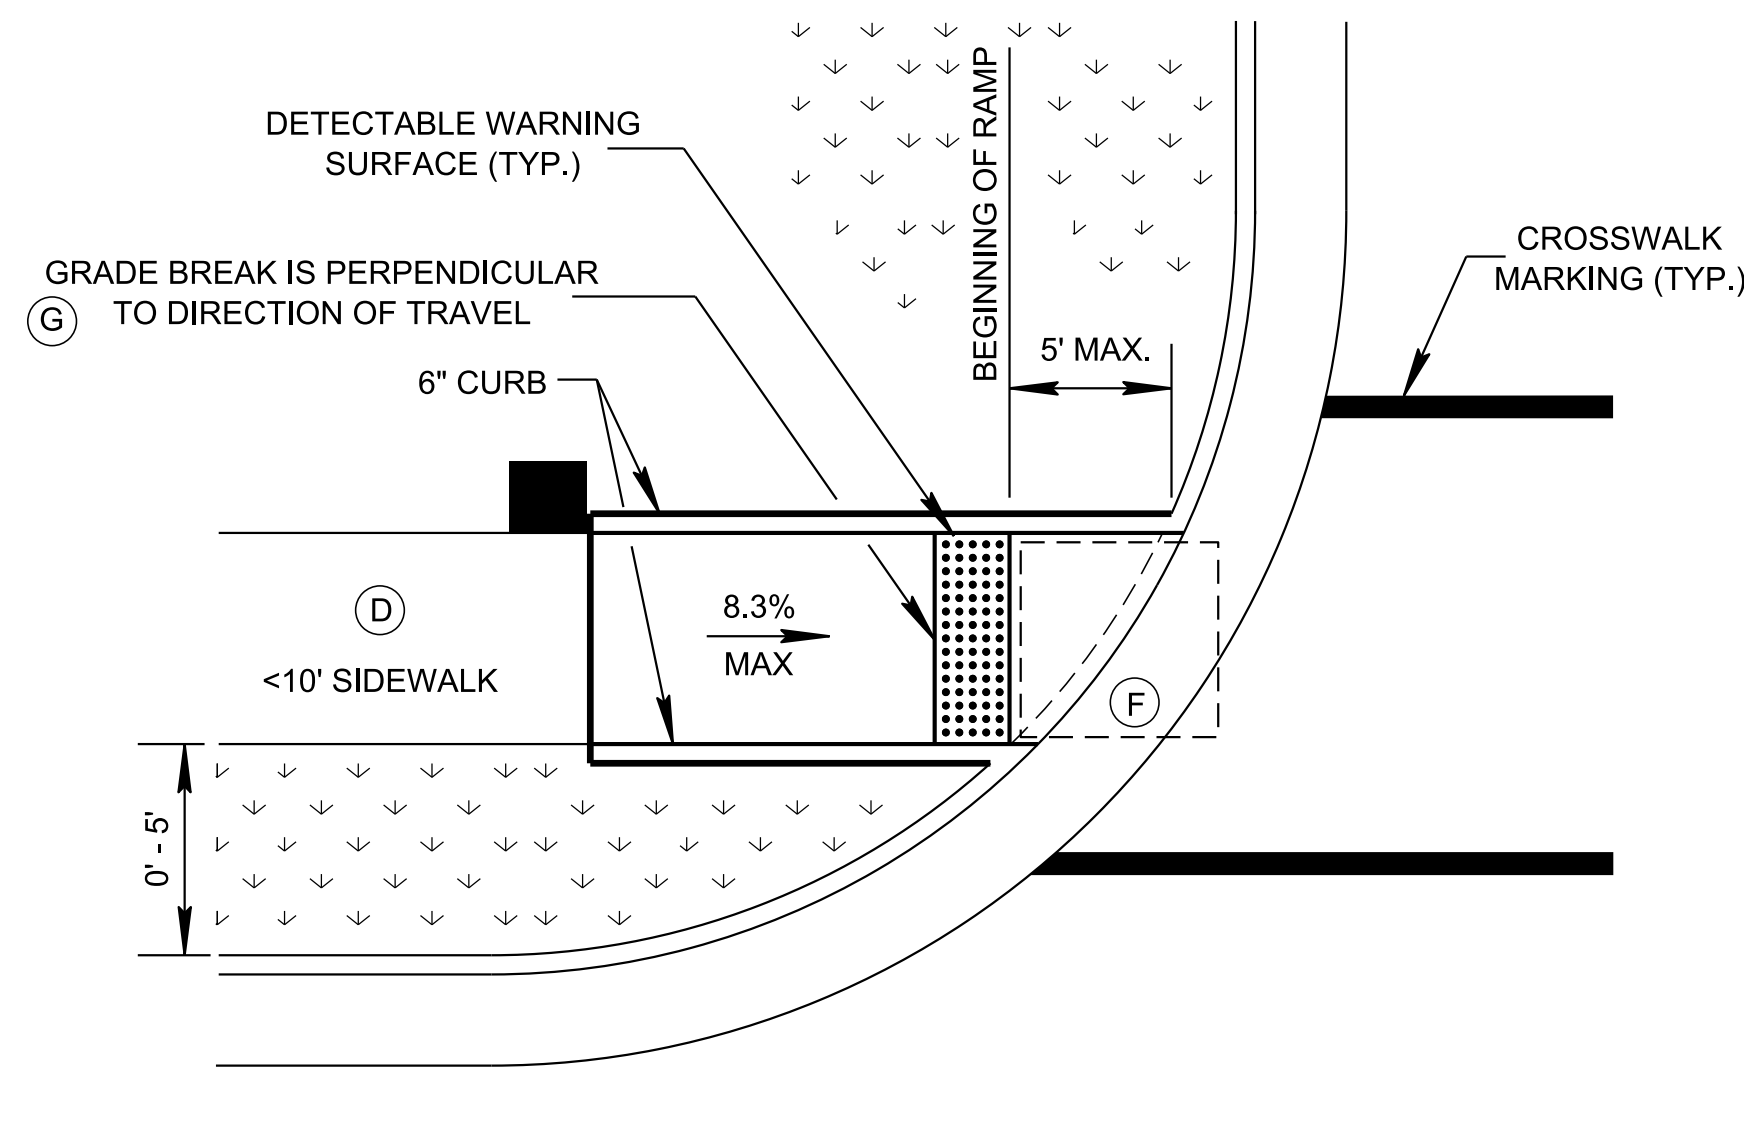 DETECTABLE WARNING
SURFACE (TYP.)
BEGINNING OF RAMP
CROSSWALK
MARKING (TYP.)
GRADE BREAK IS PERPENDICULAR
TO DIRECTION OF TRAVEL
G
5' MAX.
6" CURB
D
<10' SIDEWALK
8.3%
MAX
F
0' - 5'